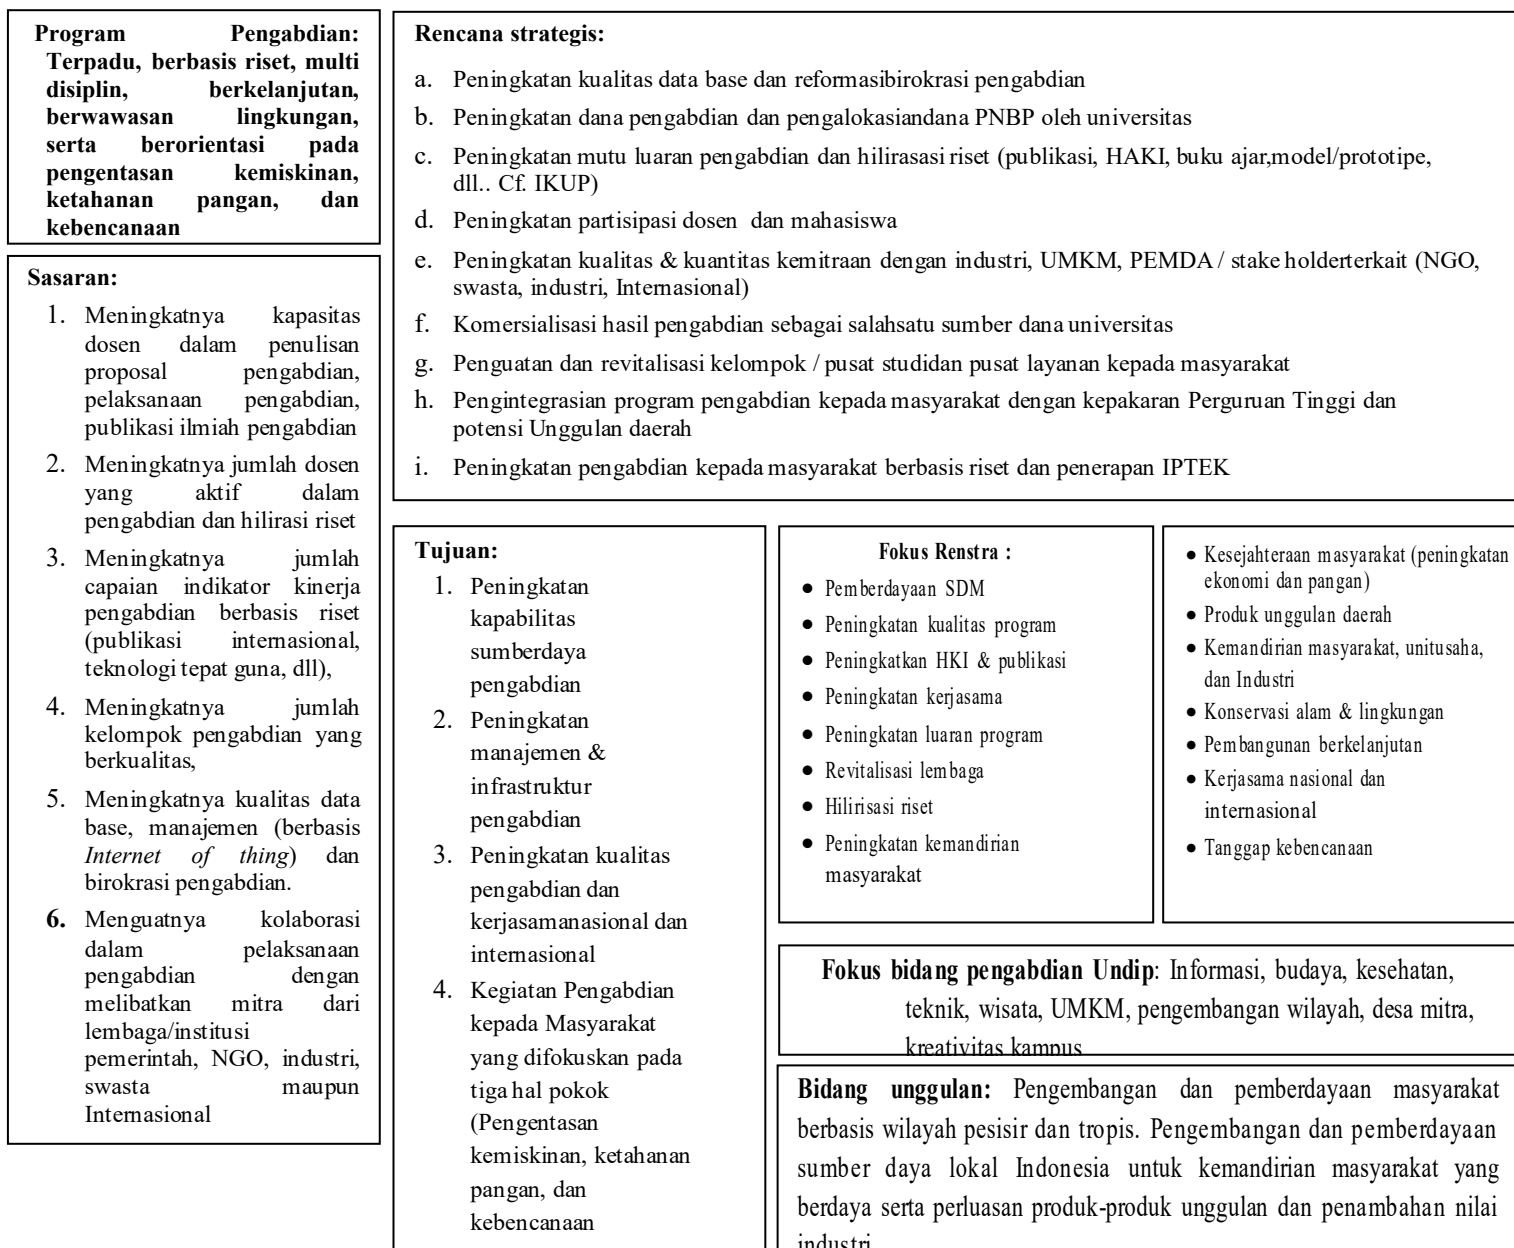 Program Pengabdian:
Terpadu, berbasis riset, multi
disiplin, berkelanjutan,
berwawasan lingkungan,
serta berorientasi pada
pengentasan kemiskinan,
ketahanan pangan, dan
kebencanaan
Sasaran:
1. Meningkatnya kapasitas
dosen dalam penulisan
proposal pengabdian,
pelaksanaan pengabdian,
publikasi ilmiah pengabdian
2. Meningkatnya jumlah dosen
yang aktif dalam
pengabdian dan hilirasi riset
3. Meningkatnya jumlah
capaian indikator kinerja
pengabdian berbasis riset
(publikasi internasional,
teknologi tepat guna, dll),
4. Meningkatnya jumlah
kelompok pengabdian yang
berkualitas,
5. Meningkatnya kualitas data
base, manajemen (berbasis
Internet of thing) dan
birokrasi pengabdian.
6. Menguatnya kolaborasi
dalam pelaksanaan
pengabdian dengan
melibatkan mitra dari
lembaga/institusi
pemerintah, NGO, industri,
swasta maupun
Internasional
Rencana strategis:
a. Peningkatan kualitas data base dan reformasibirokrasi pengabdian
b. Peningkatan dana pengabdian dan pengalokasiandana PNBP oleh universitas
c. Peningkatan mutu luaran pengabdian dan hilirasasi riset (publikasi, HAKI, buku ajar,model/prototipe,
dll.. Cf. IKUP)
d. Peningkatan partisipasi dosen dan mahasiswa
e. Peningkatan kualitas & kuantitas kemitraan dengan industri, UMKM, PEMDA / stake holderterkait (NGO,
swasta, industri, Internasional)
f. Komersialisasi hasil pengabdian sebagai salahsatu sumber dana universitas
g. Penguatan dan revitalisasi kelompok / pusat studidan pusat layanan kepada masyarakat
h. Pengintegrasian program pengabdian kepada masyarakat dengan kepakaran Perguruan Tinggi dan
potensi Unggulan daerah
i. Peningkatan pengabdian kepada masyarakat berbasis riset dan penerapan IPTEK
Tujuan:
1. Peningkatan
kapabilitas
sumberdaya
pengabdian
2. Peningkatan
manajemen &
infrastruktur
pengabdian
3. Peningkatan kualitas
pengabdian dan
kerjasamanasional dan
internasional
4. Kegiatan Pengabdian
kepada Masyarakat
yang difokuskan pada
tiga hal pokok
(Pengentasan
kemiskinan, ketahanan
pangan, dan
kebencanaan
Fokus Renstra :
● Pemberdayaan SDM
● Peningkatan kualitas program
● Peningkatkan HKI & publikasi
● Peningkatan kerjasama
● Peningkatan luaran program
● Revitalisasi lembaga
● Hilirisasi riset
● Peningkatan kemandirian
masyarakat
● Kesejahteraan masyarakat (peningkatan
ekonomi dan pangan)
● Produk unggulan daerah
● Kemandirian masyarakat, unitusaha,
dan Industri
● Konservasi alam & lingkungan
● Pembangunan berkelanjutan
● Kerjasama nasional dan
internasional
● Tanggap kebencanaan
Fokus bidang pengabdian Undip: Informasi, budaya, kesehatan,
teknik, wisata, UMKM, pengembangan wilayah, desa mitra,
kreativitas kampus
Bidang unggulan: Pengembangan dan pemberdayaan masyarakat
berbasis wilayah pesisir dan tropis. Pengembangan dan pemberdayaan
sumber daya lokal Indonesia untuk kemandirian masyarakat yang
berdaya serta perluasan produk-produk unggulan dan penambahan nilai
industri